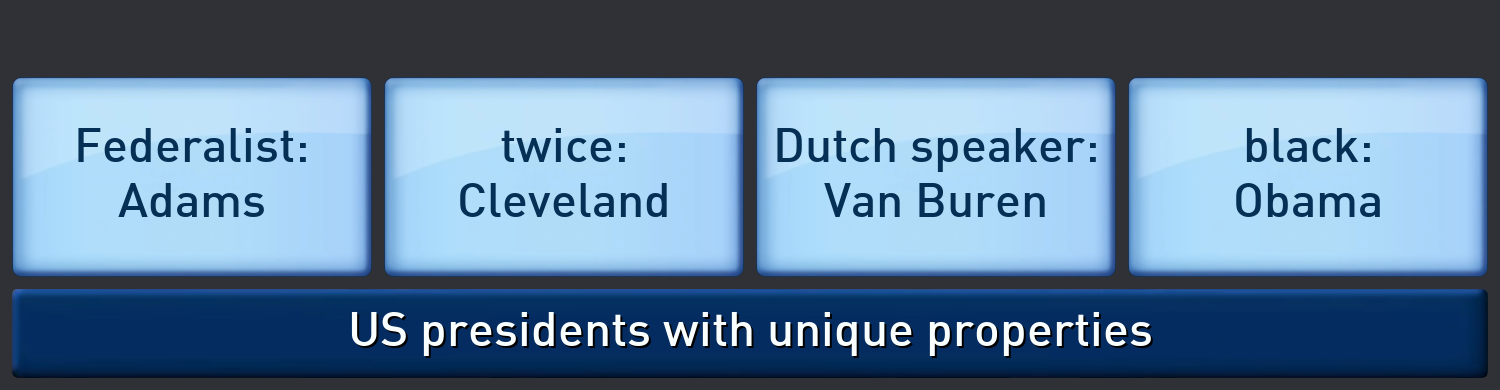 Federalist:
Adams
twice:
Cleveland
Dutch speaker:
Van Buren
black:
Obama
US presidents with unique properties